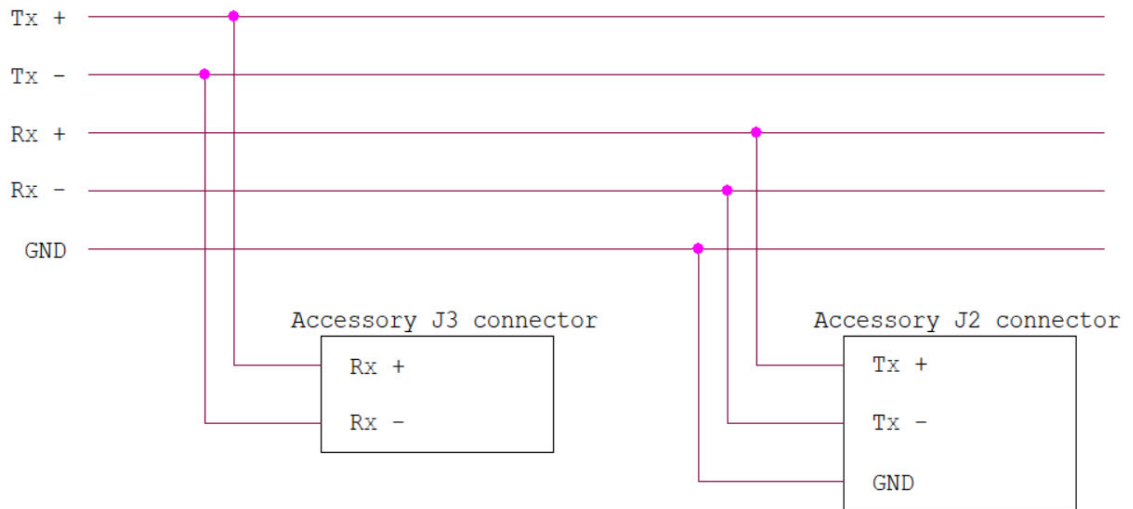 Tx +
Tx -
Rx +
Rx -
GND
Accessory J3 connector
Rx +
Rx -
Accessory J2 connector
Tx +
Tx -
GND